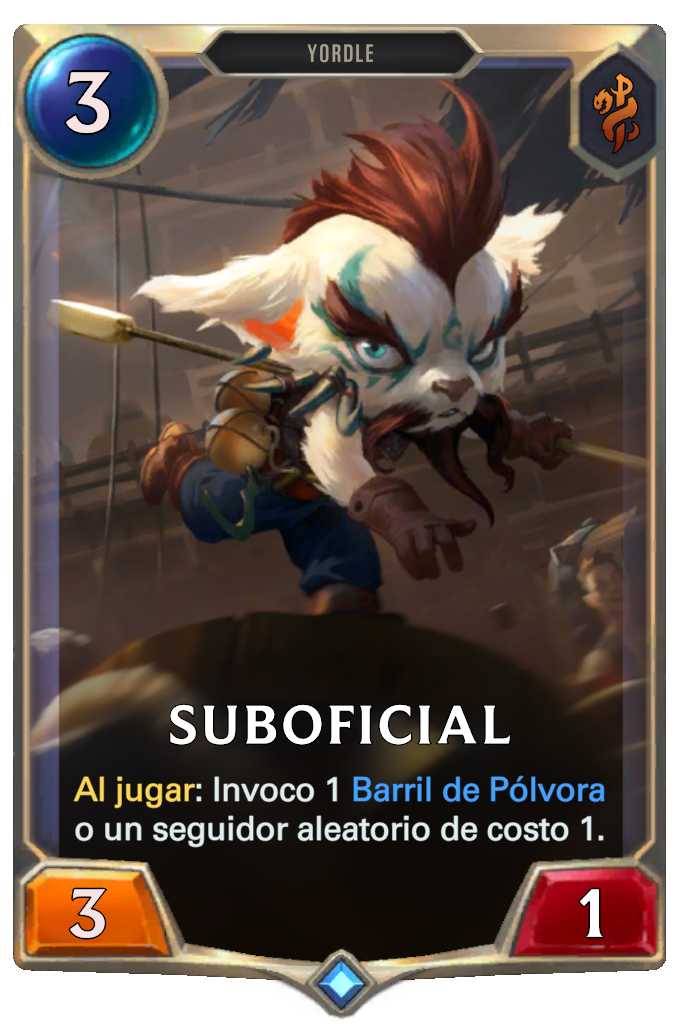 3
YORDLE
SUBOFICIAL
Al jugar: Invoco 1 Barril de Pólvora
o un seguidor aleatorio de costo 1.
3
1